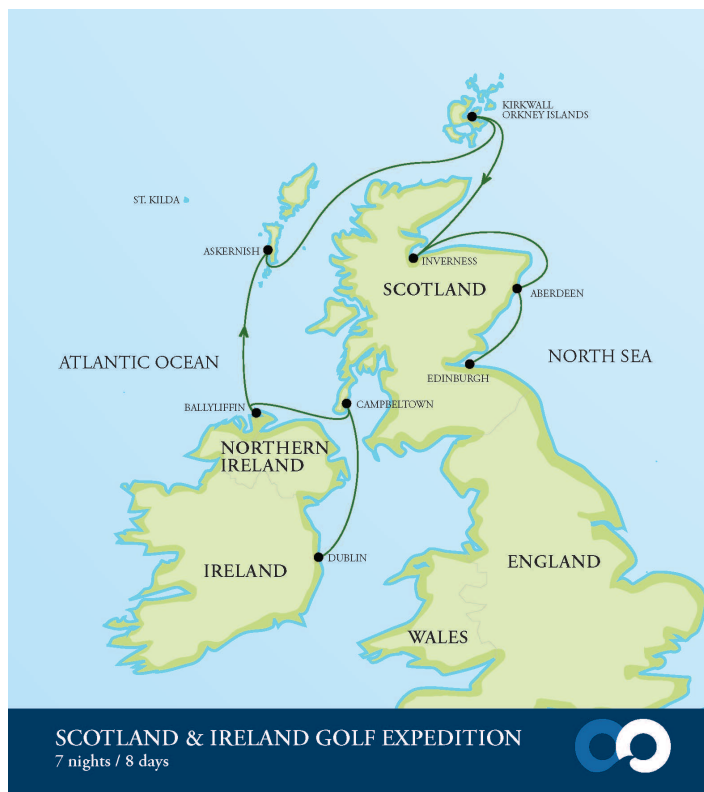 KIRKWALL
ORKNEY ISLANDS
ST. KILDA
ASKERNISH
INVERNESS
SCOTLAND
ABERDEEN
ATLANTIC OCEAN
NORTH SEA
EDINBURGH
BALLYLIFFIN
CAMPBELTOWN
NORTHERN
IRELAND
DUBLIN
IRELAND
ENGLAND
WALES
SCOTLAND & IRELAND GOLF EXPEDITION
7 nights / 8 days